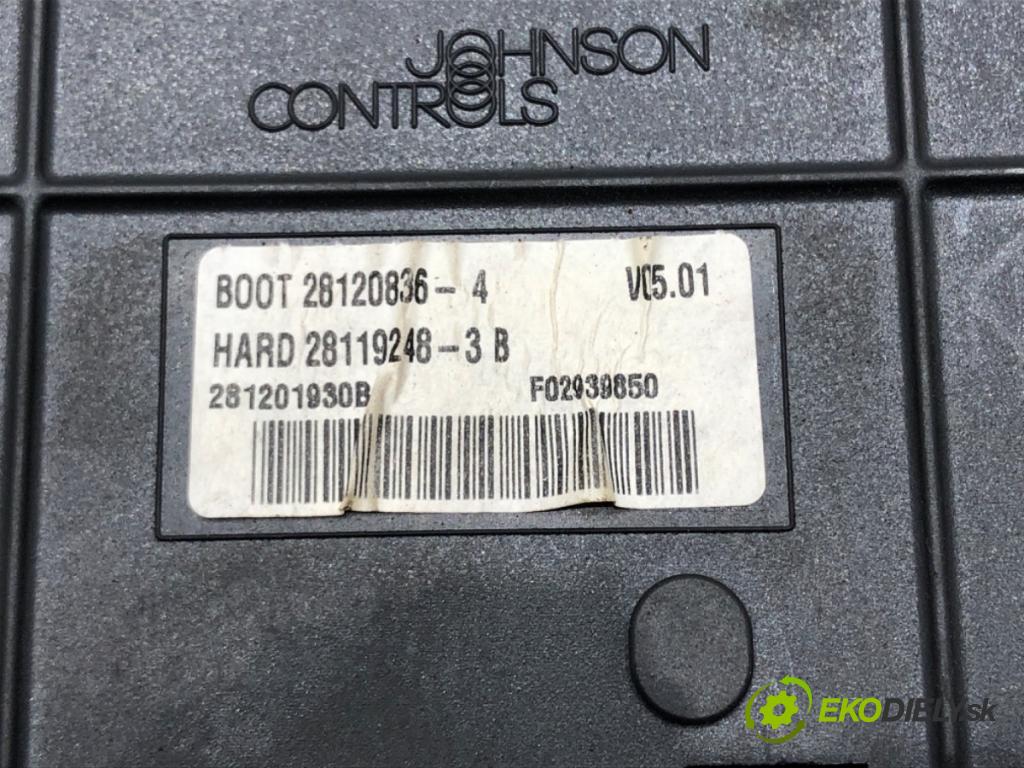 JOHNSON
CONTROLS
BOOT 28120836-4 V05.01
HARD 28119248-3 B
281201930B F02939850
EKODIELY.sk